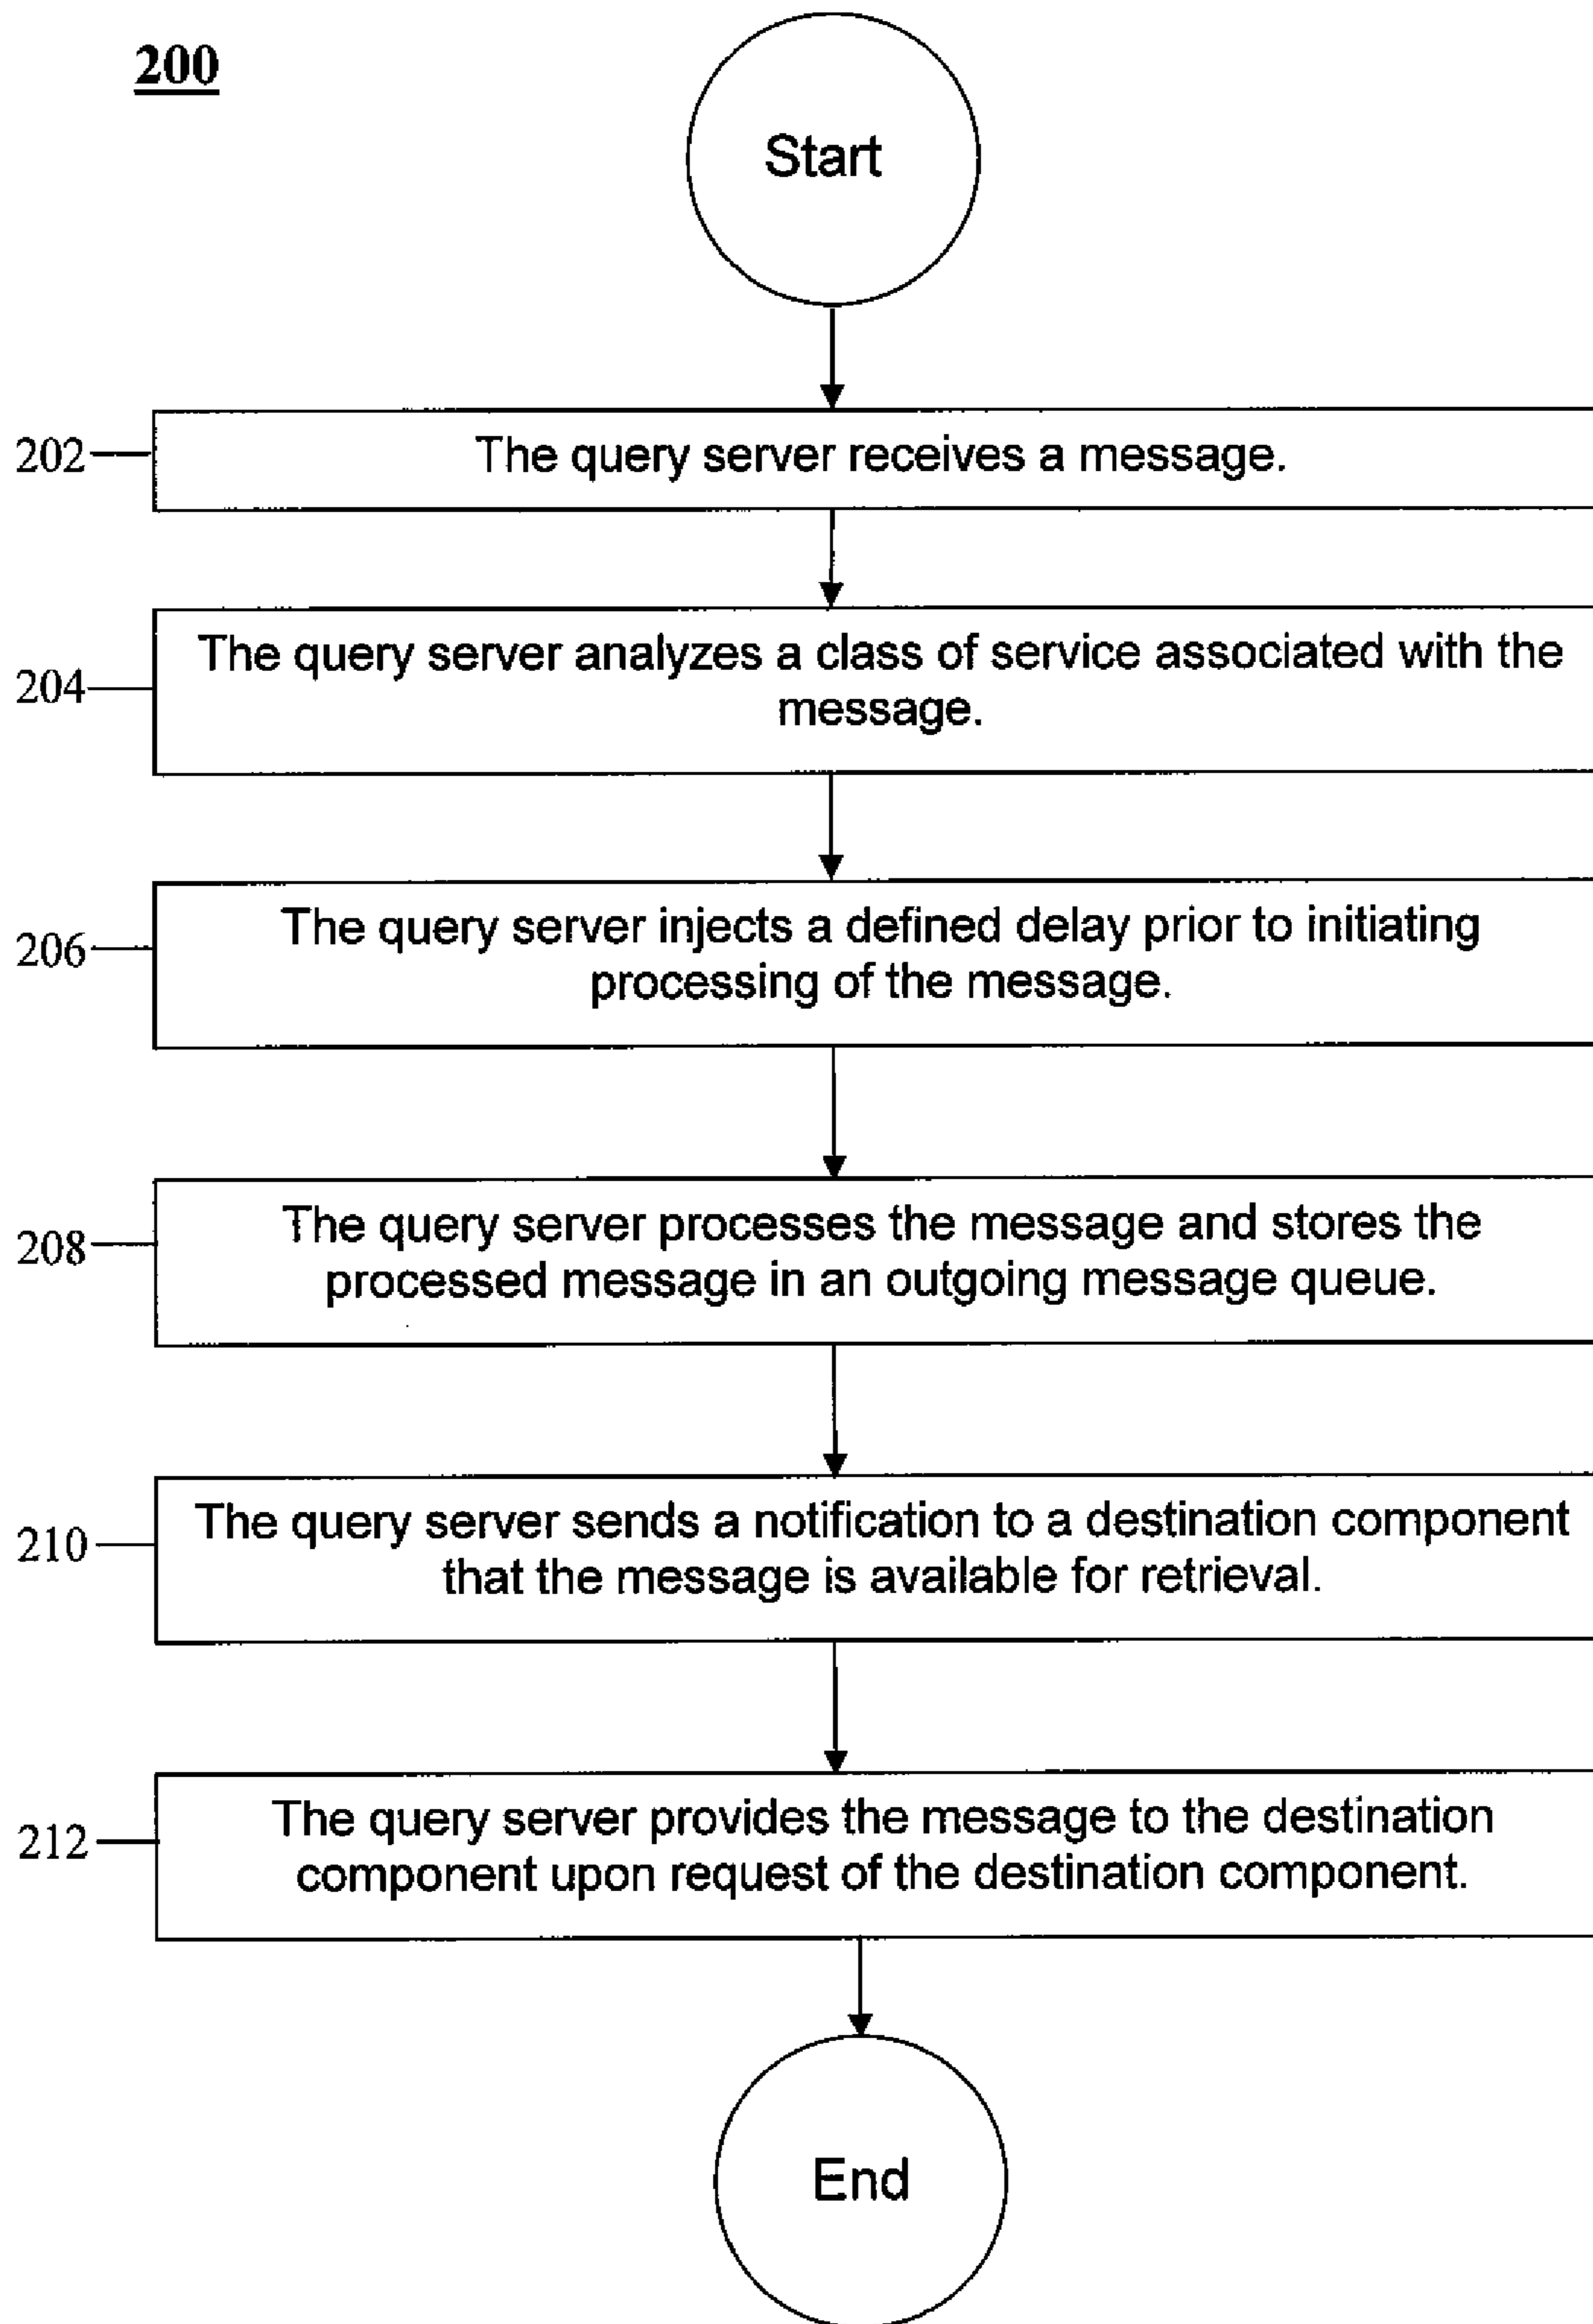 200
Start
202
The query server receives a message.
204
The query server analyzes a class of service associated with the
message.
206
The query server injects a defined delay prior to initiating
processing of the message.
208
The query server processes the message and stores the
processed message in an outgoing message queue.
210
The query server sends a notification to a destination component
that the message is available for retrieval.
212
The query server provides the message to the destination
component upon request of the destination component.
End